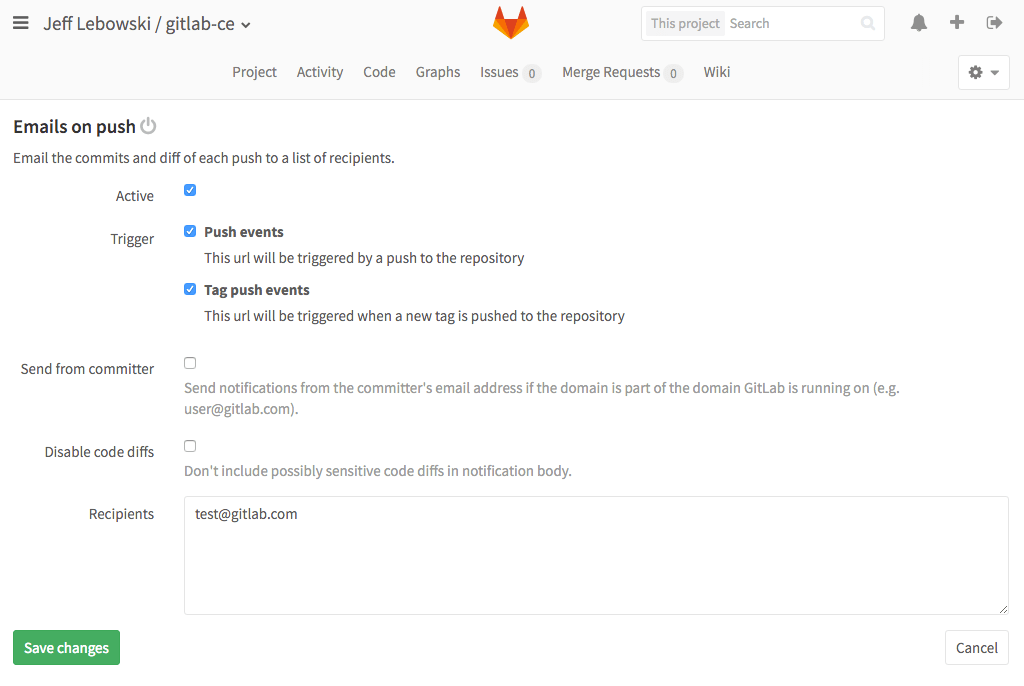 Jeff Lebowski / gitlab-ce
This project Search
Project Activity Code Graphs Issues 0 Merge Requests 0 Wiki
Emails on push
Email the commits and diff of each push to a list of recipients.
Active
Trigger
Push events
This url will be triggered by a push to the repository
Tag push events
This url will be triggered when a new tag is pushed to the repository
Send from committer
Send notifications from the committer's email address if the domain is part of the domain GitLab is running on (e.g.
user@gitlab.com).
Disable code diffs
Don't include possibly sensitive code diffs in notification body.
Recipients
test@gitlab.com
Save changes
Cancel